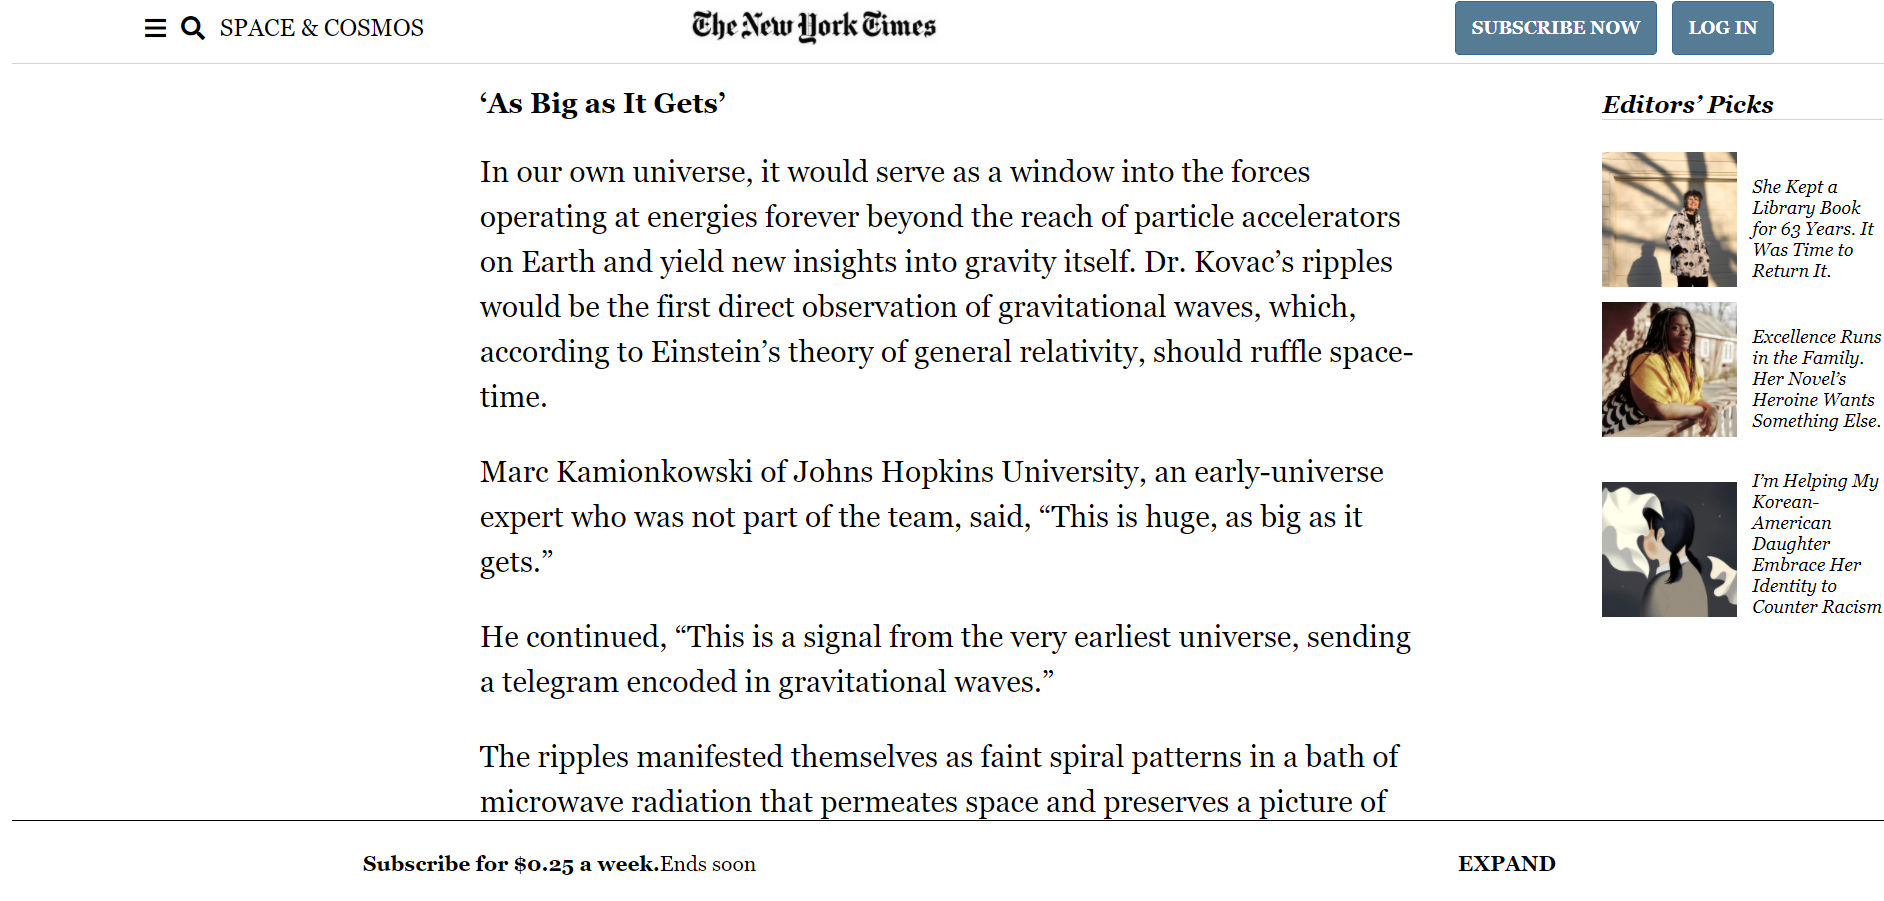 SPACE & COSMOS
The New York Times
SUBSCRIBE NOW
LOG IN
‘As Big as It Gets’
In our own universe, it would serve as a window into the forces
operating at energies forever beyond the reach of particle accelerators
on Earth and yield new insights into gravity itself. Dr. Kovac’s ripples
would be the first direct observation of gravitational waves, which,
according to Einstein’s theory of general relativity, should ruffle space-
time.
Marc Kamionkowski of Johns Hopkins University, an early-universe
expert who was not part of the team, said, “This is huge, as big as it
gets.”
He continued, “This is a signal from the very earliest universe, sending
a telegram encoded in gravitational waves.”
The ripples manifested themselves as faint spiral patterns in a bath of
microwave radiation that permeates space and preserves a picture of
Editors’ Picks
She Kept a
Library Book
for 63 Years. It
Was Time to
Return It.
Excellence Runs
in the Family.
Her Novel’s
Heroine Wants
Something Else.
I’m Helping My
Korean-
American
Daughter
Embrace Her
Identity to
Counter Racism
Subscribe for $0.25 a week.Ends soon
EXPAND